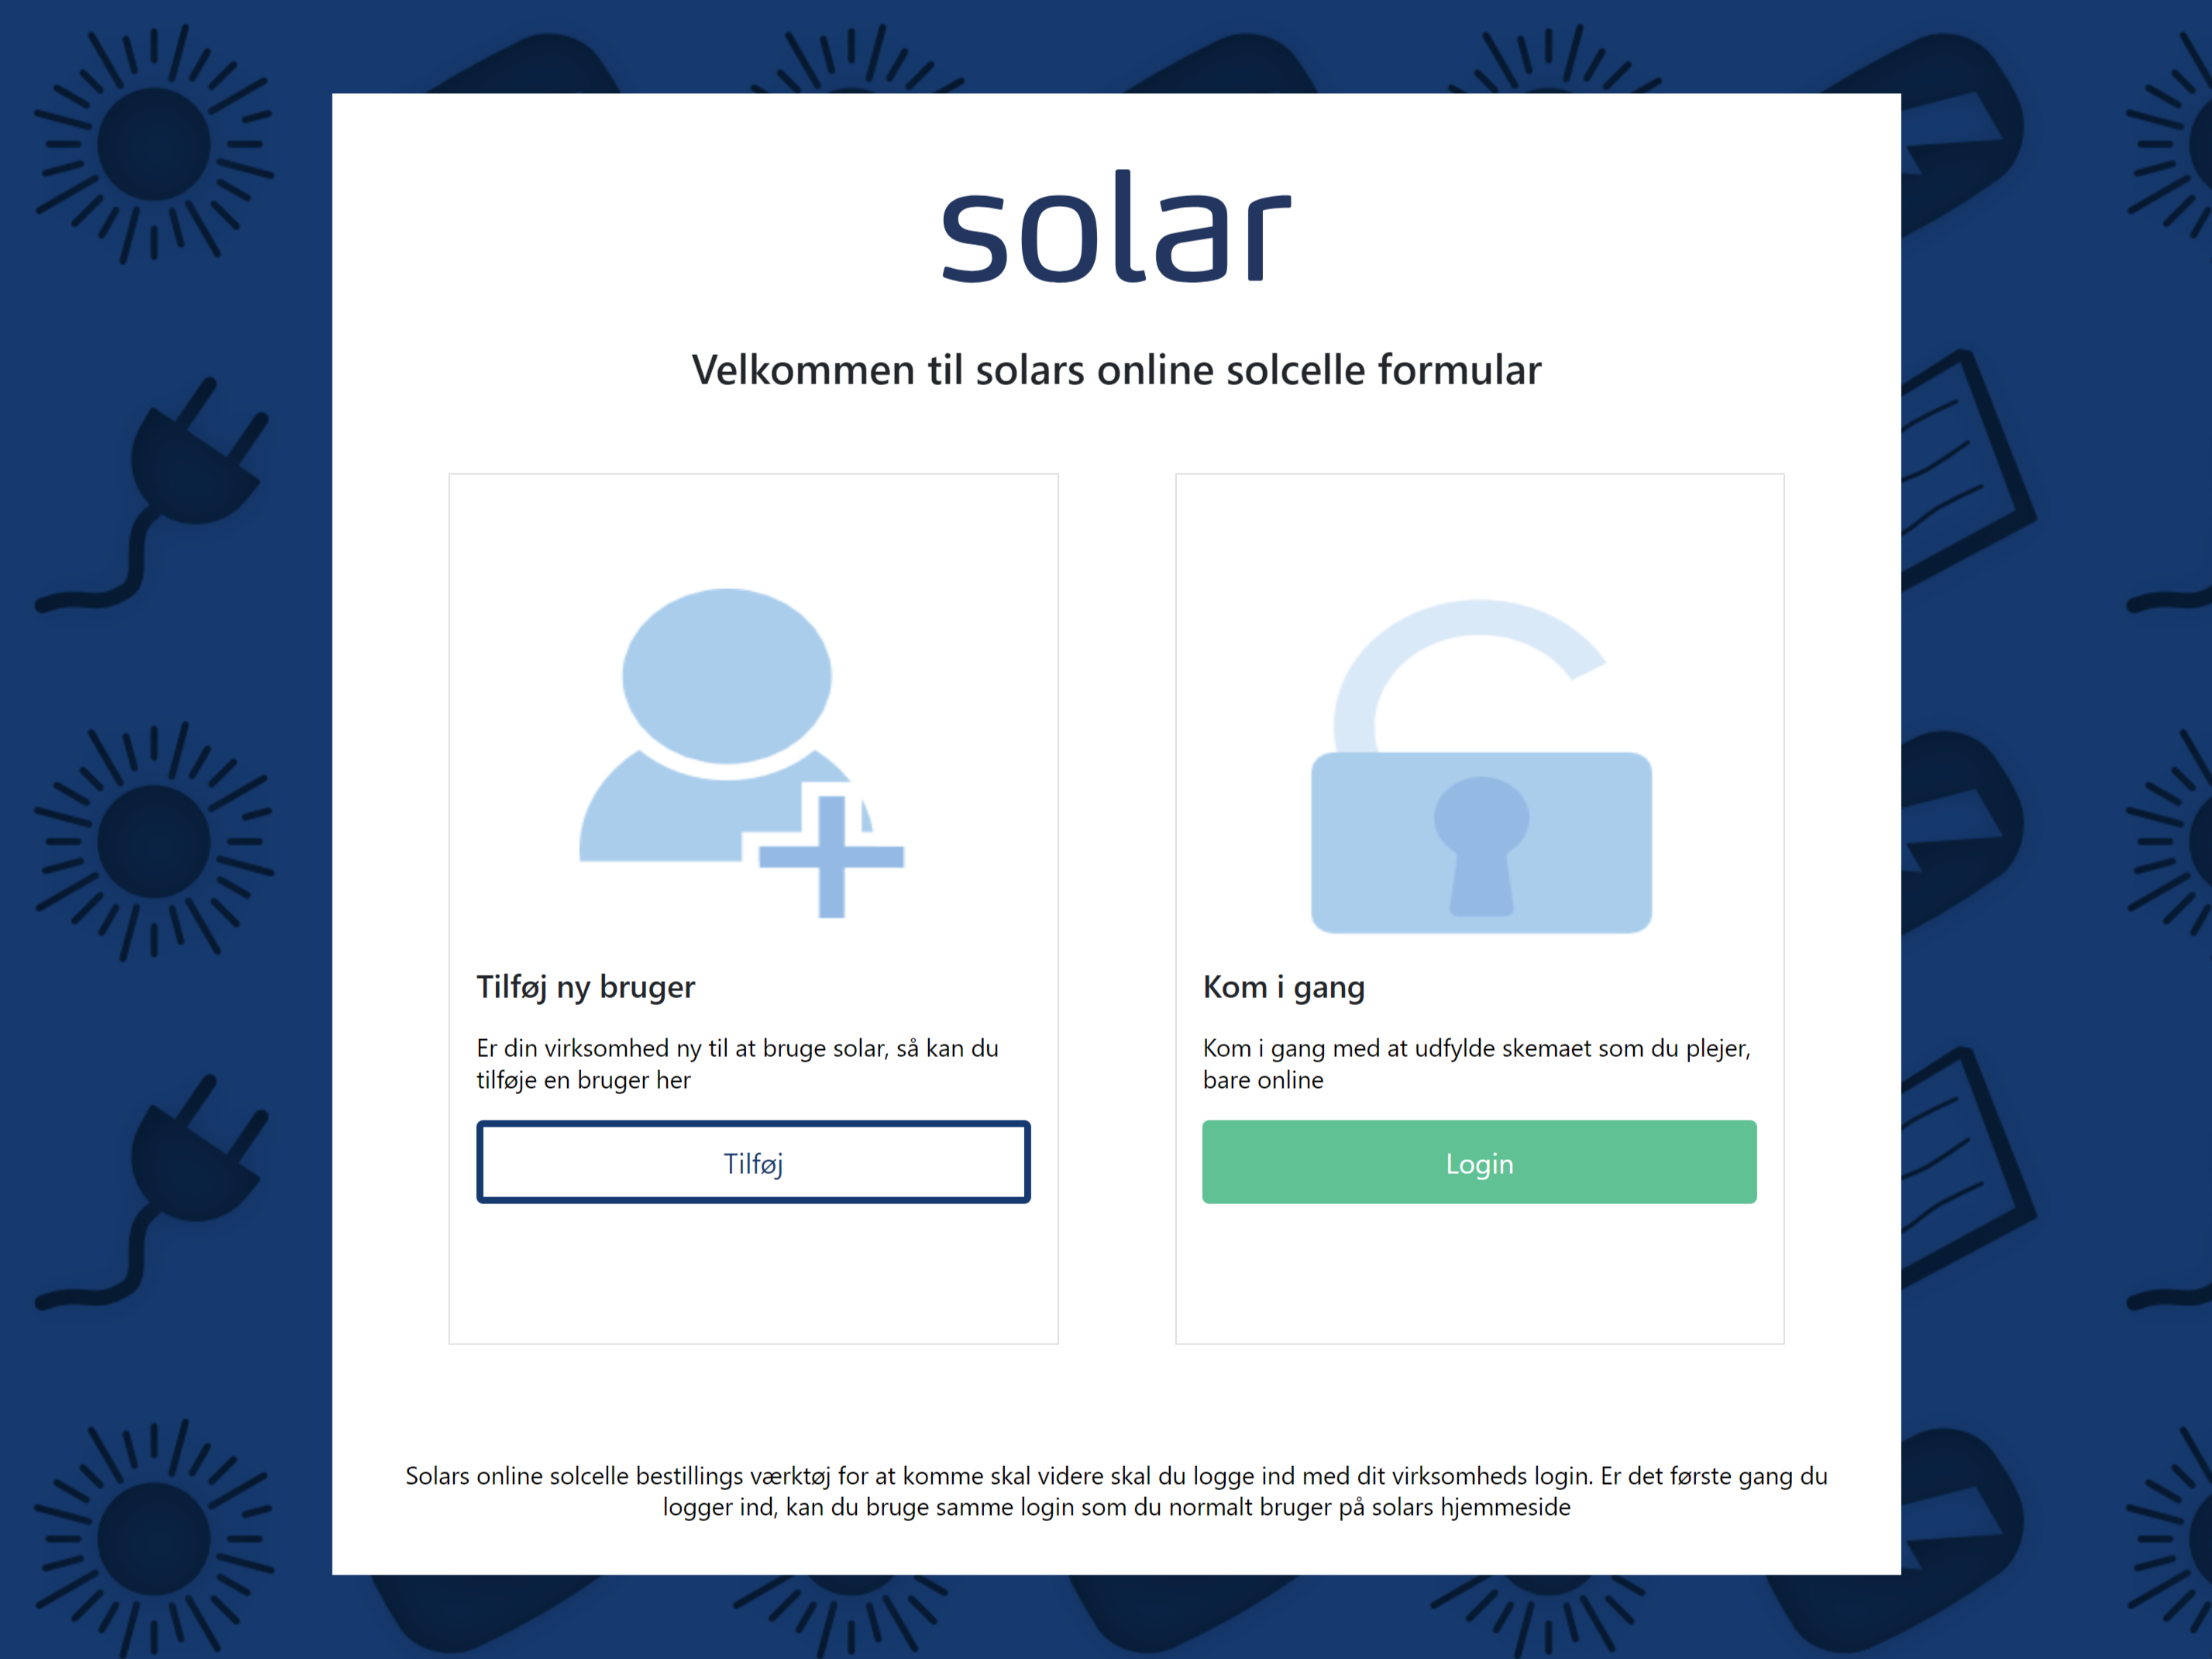 solar
Velkommen til solars online solcelle formular
Tilføj ny bruger
Er din virksomhed ny til at bruge solar, så kan du
tilføje en bruger her
Tilføj
Kom i gang
Kom i gang med at udfylde skemaet som du plejer,
bare online
Login
Solars online solcelle bestillings værktøj for at komme skal videre skal du logge ind med dit virksomheds login. Er det første gang du
logger ind, kan du bruge samme login som du normalt bruger på solars hjemmeside